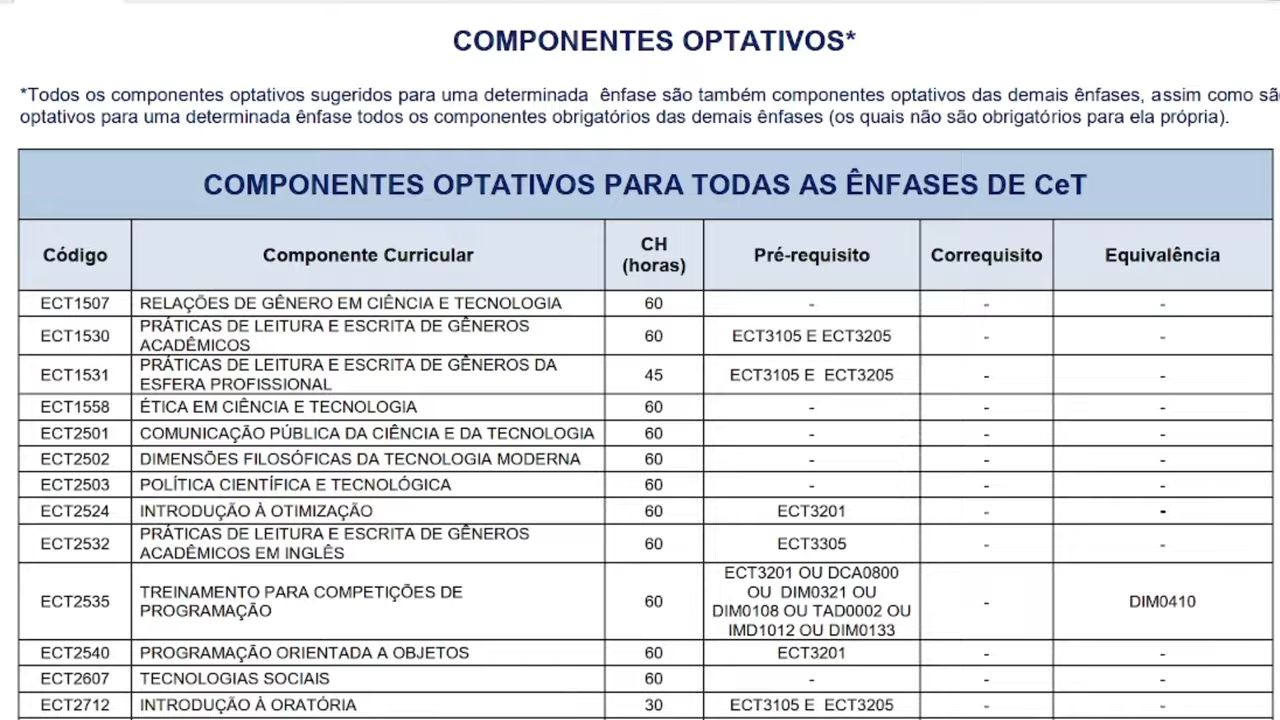 COMPONENTES OPTATIVOS*
*Todos os componentes optativos sugeridos para uma determinada ênfase são também componentes optativos das demais ênfases, assim como
optativos para uma determinada ênfase todos os componentes obrigatórios das demais ênfases (os quais não são obrigatórios para ela própria).
COMPONENTES OPTATIVOS PARA TODAS AS ÊNFASES DE CeT
Código Componente Curricular CH (horas) Pré-requisito Correquisito Equivalência
ECT1507 RELAÇÕES DE GÊNERO EM CIÊNCIA E TECNOLOGIA 60 - - -
ECT1530 PRÁTICAS DE LEITURA E ESCRITA DE GÊNEROS
ACADÊMICOS 60 ECT3105 E ECT3205 - -
ECT1531 PRÁTICAS DE LEITURA E ESCRITA DE GÊNEROS DA
ESFERA PROFISSIONAL 45 ECT3105 E ECT3205 - -
ECT1558 ÉTICA EM CIÊNCIA E TECNOLOGIA 60 - - -
ECT2501 COMUNICAÇÃO PÚBLICA DA CIÊNCIA E DA TECNOLOGIA 60 - - -
ECT2502 DIMENSÕES FILOSÓFICAS DA TECNOLOGIA MODERNA 60 - - -
ECT2503 POLÍTICA CIENTÍFICA E TECNOLÓGICA 60 - - -
ECT2524 INTRODUÇÃO À OTIMIZAÇÃO 60 ECT3201 - -
ECT2532 PRÁTICAS DE LEITURA E ESCRITA DE GÊNEROS
ACADÊMICOS EM INGLÊS 60 ECT3305 - -
ECT2535 TREINAMENTO PARA COMPETIÇÕES DE
PROGRAMAÇÃO 60 ECT3201 OU DCA0800
OU DIM0321 OU
DIM0108 OU TAD0002 OU
IMD1012 OU DIM0133 - DIM0410
ECT2540 PROGRAMAÇÃO ORIENTADA A OBJETOS 60 ECT3201 - -
ECT2607 TECNOLOGIAS SOCIAIS 60 - - -
ECT2712 INTRODUÇÃO À ORATÓRIA 30 ECT3105 E ECT3205 - -